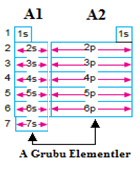 A1 A2
1 1s 1s
2 2s 2p
3 3s 3p
4 4s 4p
5 5s 5p
6 6s 6p
7 7s
A Grubu Elementler